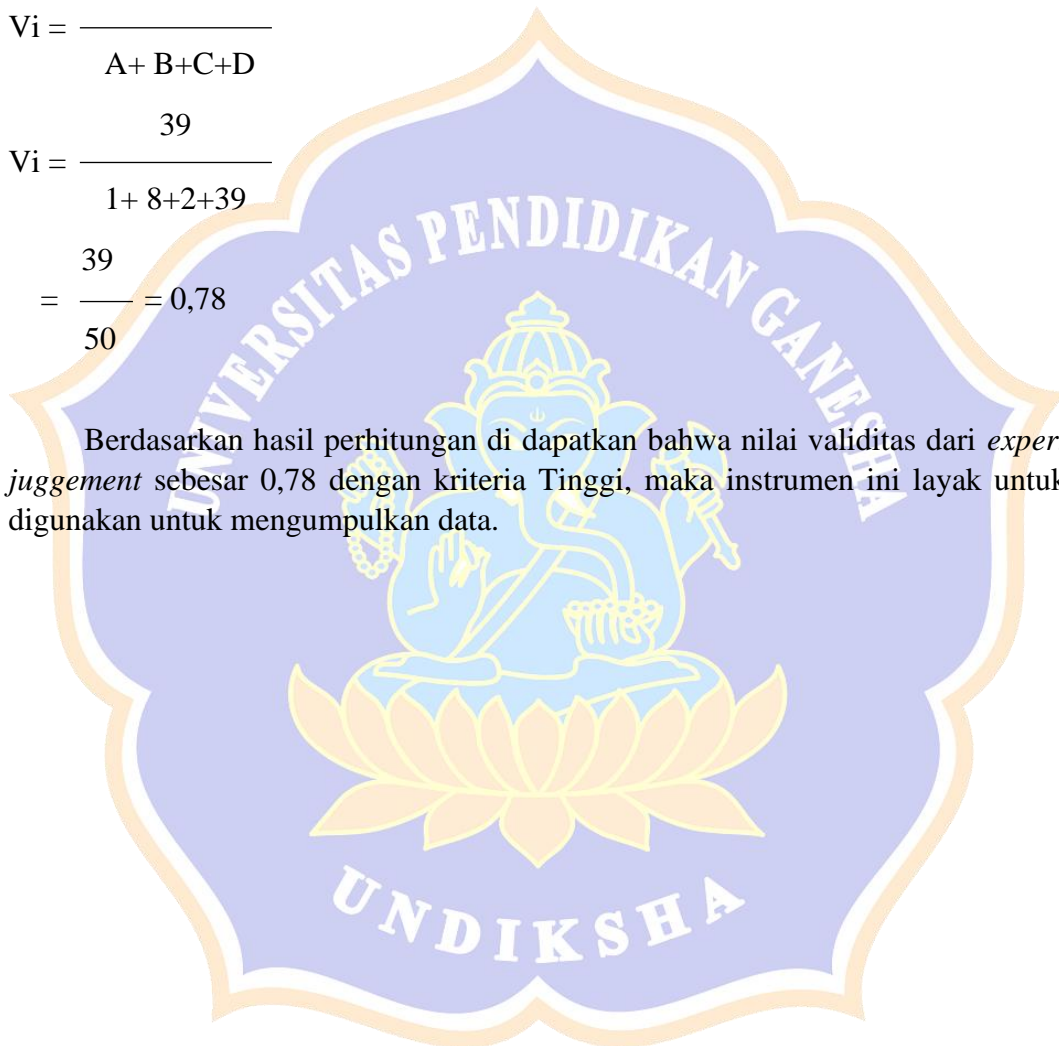 Vi =
A+ B+C+D
39
Vi =
1+ 8+2+39
39
= = 0,78
50
UNIVERSITAS PENDIDIKAN GANESHA
Berdasarkan hasil perhitungan di dapatkan bahwa nilai validitas dari exper
juggement sebesar 0,78 dengan kriteria Tinggi, maka instrumen ini layak untuk
digunakan untuk mengumpulkan data.
UNDIKSHA